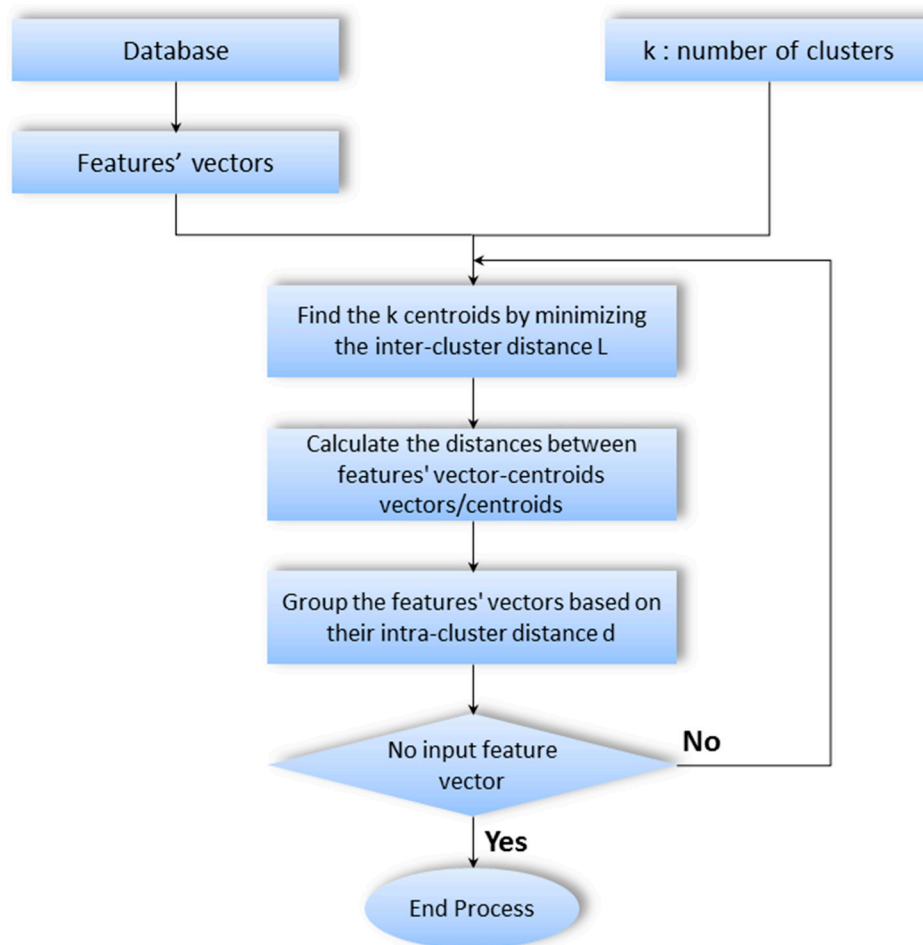 Database
k : number of clusters
Features’ vectors
Find the k centroids by minimizing
the inter-cluster distance L
Calculate the distances between
features' vector-centroids
vectors/centroids
Group the features' vectors based on
their intra-cluster distance d
No input feature
vector
No
Yes
End Process